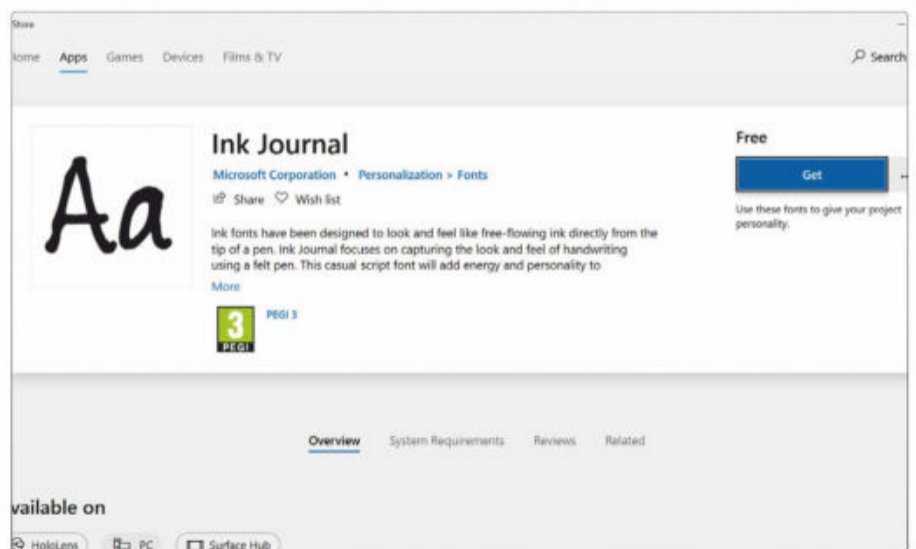 Store
ome Apps Games Devices Films & TV
Search
Aa
Ink Journal
Microsoft Corporation • Personalization > Fonts
Share Wish list
Ink fonts have been designed to look and feel like free-flowing ink directly from the
tip of a pen. Ink Journal focuses on capturing the look and feel of handwriting
using a felt pen. This casual script font will add energy and personality to
More
3
PEGI
PEGI 3
Free
Get
Use these fonts to give your project
personality.
Overview System Requirements Reviews Related
vailable on
HoloLens PC Surface Hub